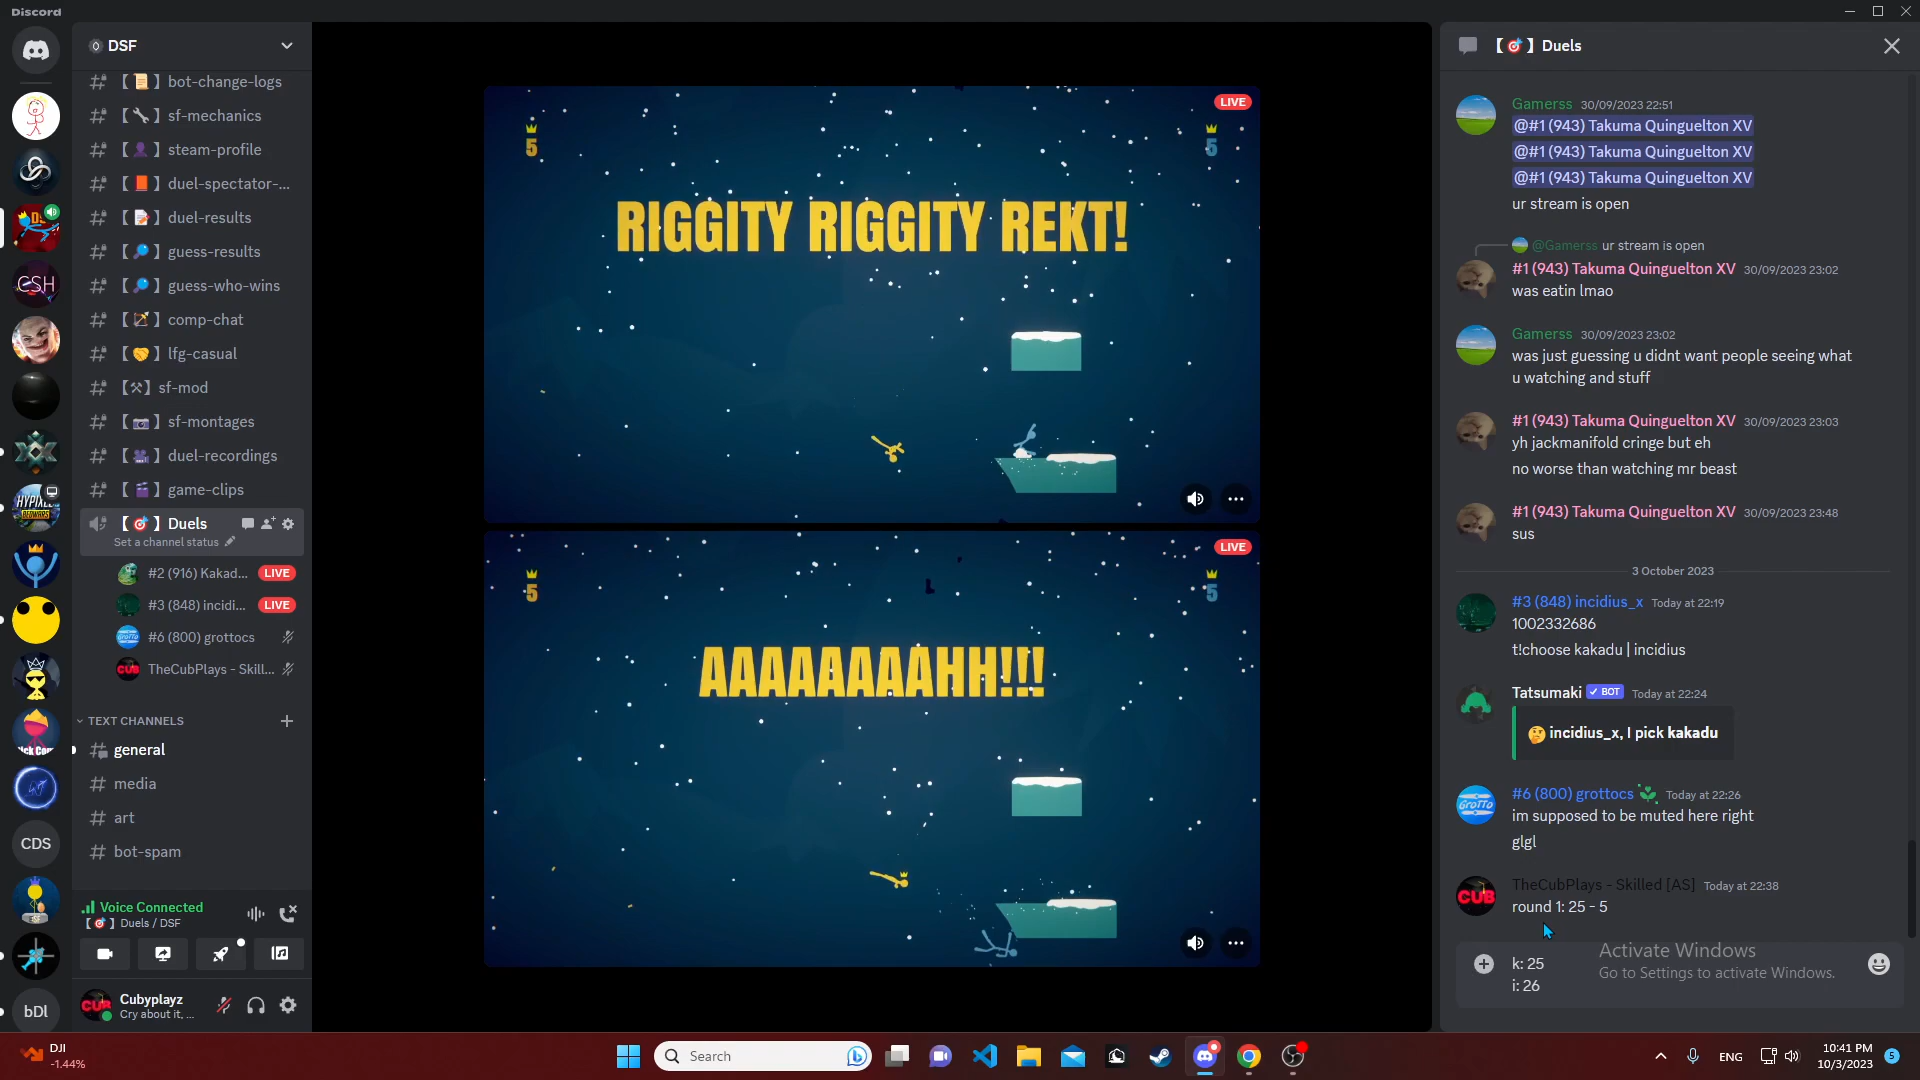 Discord
DSF
【📜】bot-change-logs
【🔧】sf-mechanics
【👤】steam-profile
【📕】duel-spectator-...
【📝】duel-results
【🔎】guess-results
【🔎】guess-who-wins
【🏹】comp-chat
【🤝】lfg-casual
【⚒】sf-mod
【📷】sf-montages
【📽】duel-recordings
【🎬】game-clips
【🎯】Duels
Set a channel status
#2 (916) Kakad... LIVE
#3 (848) incidi... LIVE
#6 (800) grottocs
TheCubPlays - Skill...
TEXT CHANNELS
general
media
art
bot-spam
Voice Connected
【🎯】Duels / DSF
Cubyplayz
Cry about it, ...
CSH
CDS
bDl
LIVE
5
5
RIGGITY RIGGITY REKT!
LIVE
5
5
AAAAAAAAHH!!!
【🎯】Duels
Gamerss 30/09/2023 22:51
@#1 (943) Takuma Quinguelton XV
@#1 (943) Takuma Quinguelton XV
@#1 (943) Takuma Quinguelton XV
ur stream is open
@Gamerss ur stream is open
#1 (943) Takuma Quinguelton XV 30/09/2023 23:02
was eatin lmao
Gamerss 30/09/2023 23:02
was just guessing u didnt want people seeing what
u watching and stuff
#1 (943) Takuma Quinguelton XV 30/09/2023 23:03
yh jackmanifold cringe but eh
no worse than watching mr beast
#1 (943) Takuma Quinguelton XV 30/09/2023 23:48
sus
3 October 2023
#3 (848) incidius_x Today at 22:19
1002332686
t!choose kakadu | incidius
Tatsumaki ✓ BOT Today at 22:24
🤔 incidius_x, I pick kakadu
#6 (800) grottocs Today at 22:26
im supposed to be muted here right
glgl
TheCubPlays - Skilled [AS] Today at 22:38
round 1: 25 - 5
k: 25
i: 26
Activate Windows
Go to Settings to activate Windows.
DJI
-1.44%
Search
ENG
10:41 PM
10/3/2023
5